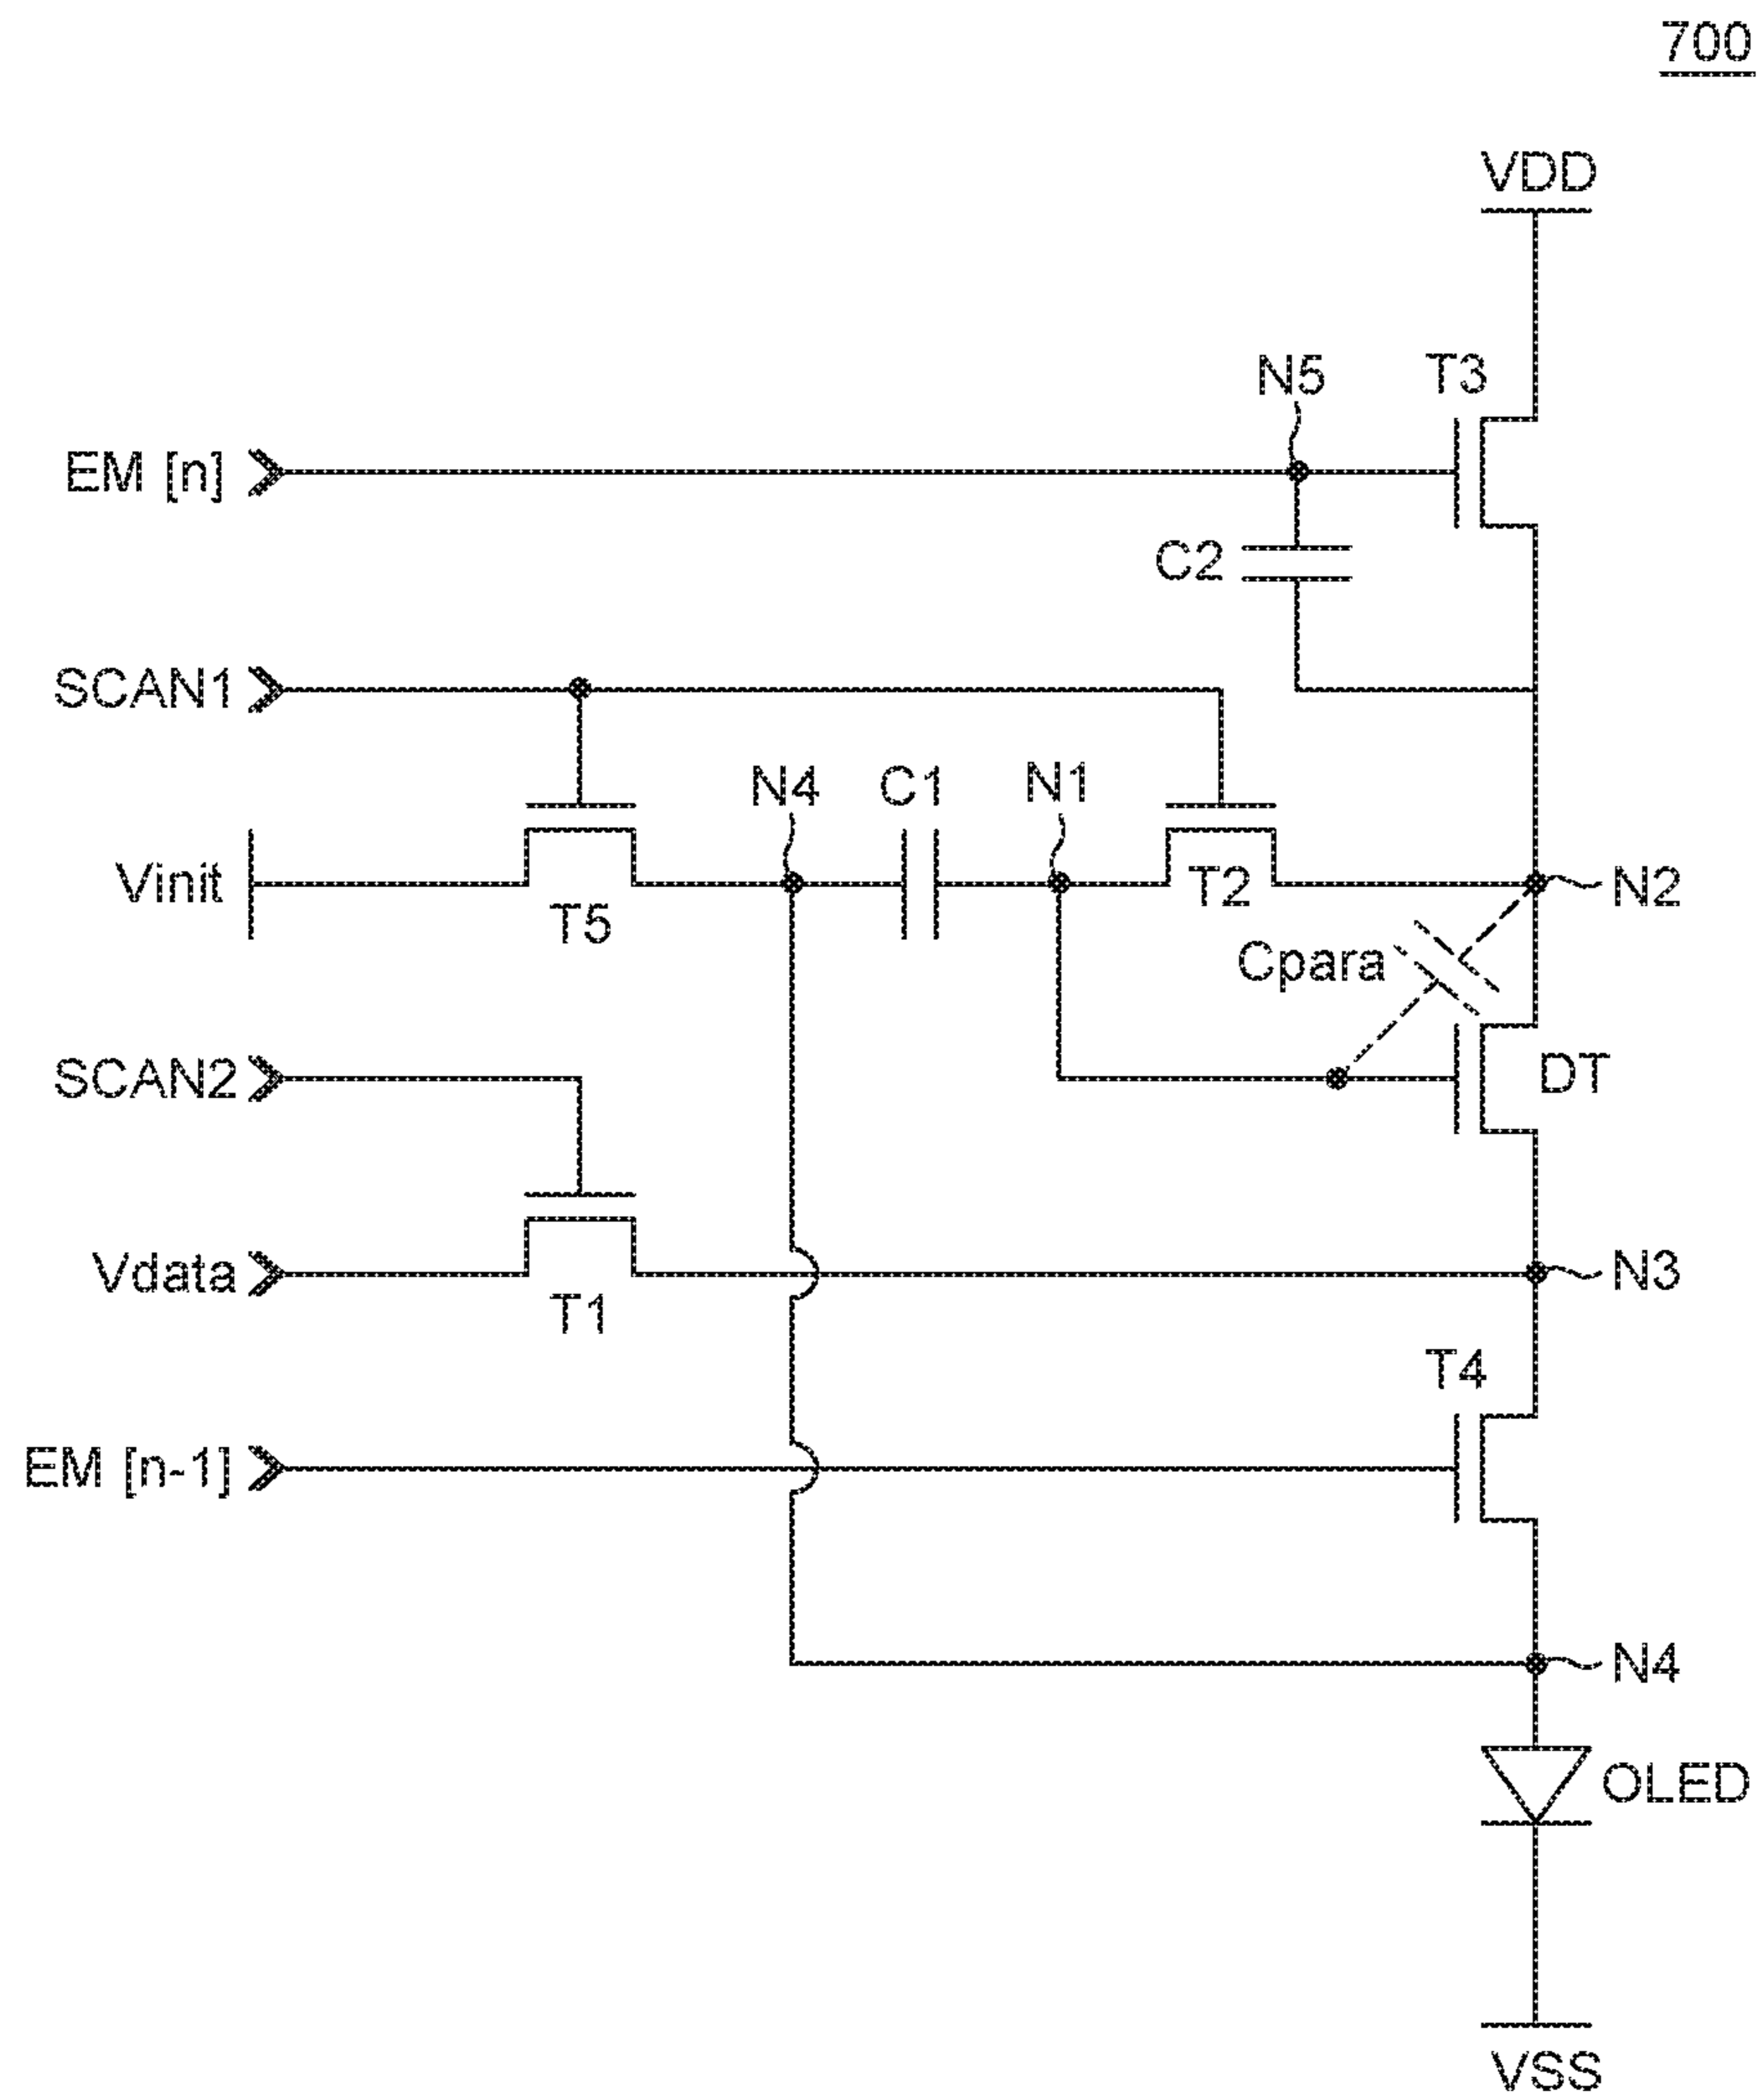 700
VDD
N5
T3
EM [n]
C2
SCAN1
N4
C1
N1
Vinit
T5
T2
N2
Cpara
SCAN2
DT
Vdata
T1
N3
T4
EM [n-1]
N4
OLED
VSS